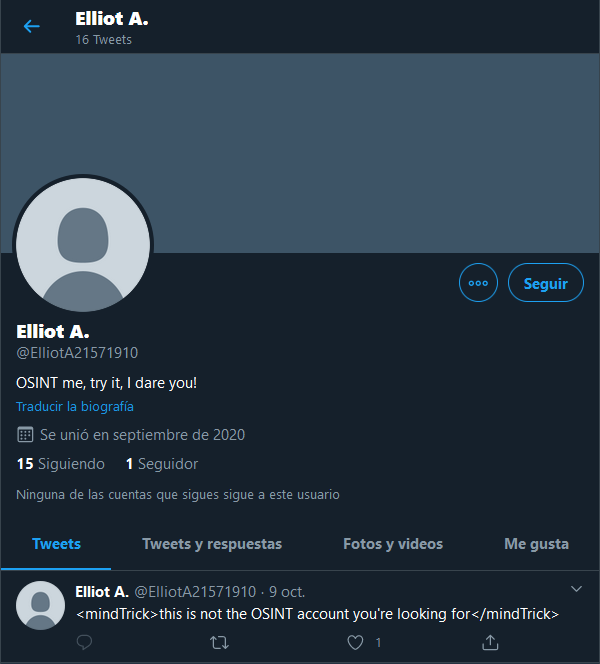 Elliot A.
16 Tweets
Seguir
Elliot A.
@ElliotA21571910
OSINT me, try it, I dare you!
Traducir la biografía
Se unió en septiembre de 2020
15 Siguiendo 1 Seguidor
Ninguna de las cuentas que sigues sigue a este usuario
Tweets Tweets y respuestas Fotos y videos Me gusta
Elliot A. @ElliotA21571910 · 9 oct.
<mindTrick>this is not the OSINT account you're looking for</mindTrick>
1